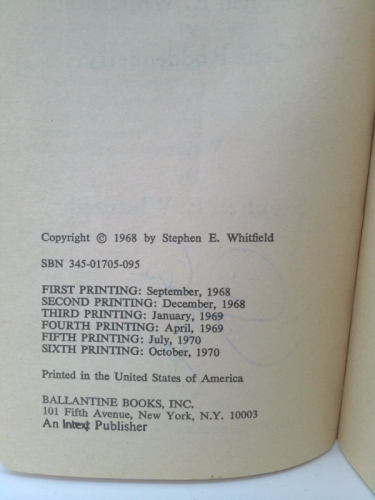 Copyright © 1968 by Stephen E. Whitfield
SBN 345-01705-095
FIRST PRINTING: September, 1968
SECOND PRINTING: December, 1968
THIRD PRINTING: January, 1969
FOURTH PRINTING: April, 1969
FIFTH PRINTING: July, 1970
SIXTH PRINTING: October, 1970
Printed in the United States of America
BALLANTINE BOOKS, INC.
101 Fifth Avenue, New York, N.Y. 10003
An Intext Publisher